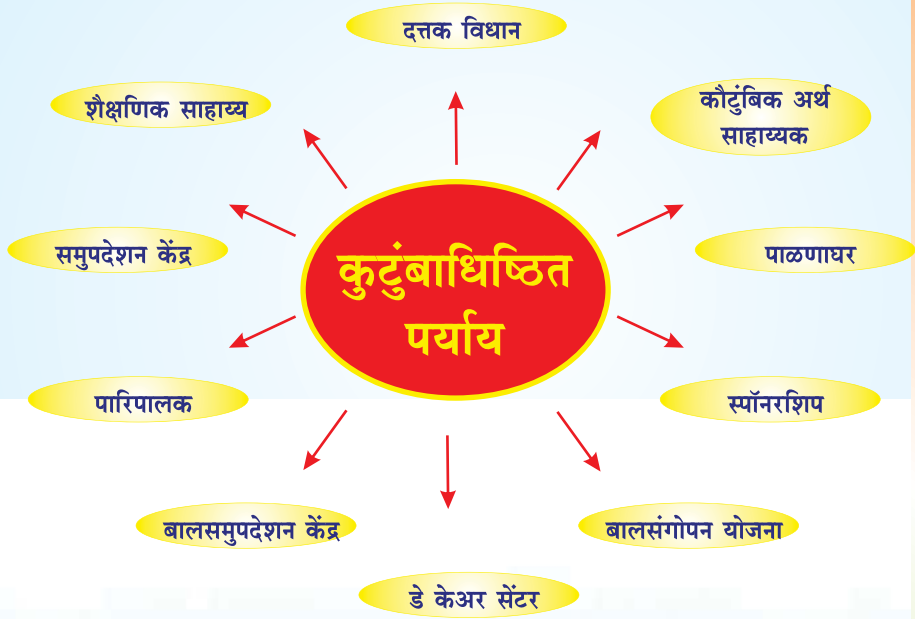 दत्तक विधान
शैक्षणिक साहाय्य
कौटुंबिक अर्थ
साहाय्यक
समुपदेशन केंद्र
पाळणाघर
कुटुंबाधिष्ठित
पर्याय
पारिपालक
स्पॉनरशिप
बालसमुपदेशन केंद्र
बालसंगोपन योजना
डे केअर सेंटर